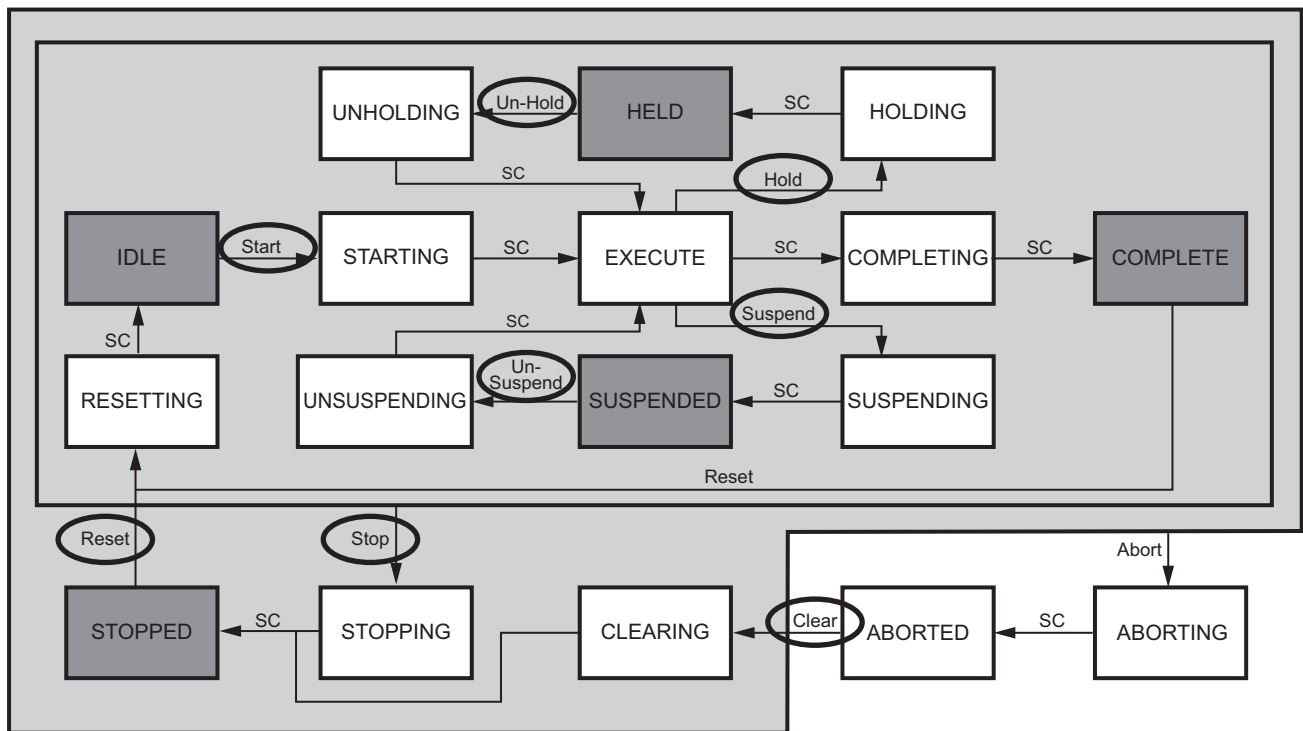 UNHOLDING
Un-Hold
HELD
SC
HOLDING
SC
Hold
IDLE
Start
STARTING
SC
EXECUTE
SC
COMPLETING
SC
COMPLETE
SC
SC
Suspend
RESETTING
UNSUSPENDING
Un-
Suspend
SUSPENDED
SC
SUSPENDING
Reset
Reset
Stop
Abort
STOPPED
SC
STOPPING
CLEARING
Clear
ABORTED
SC
ABORTING